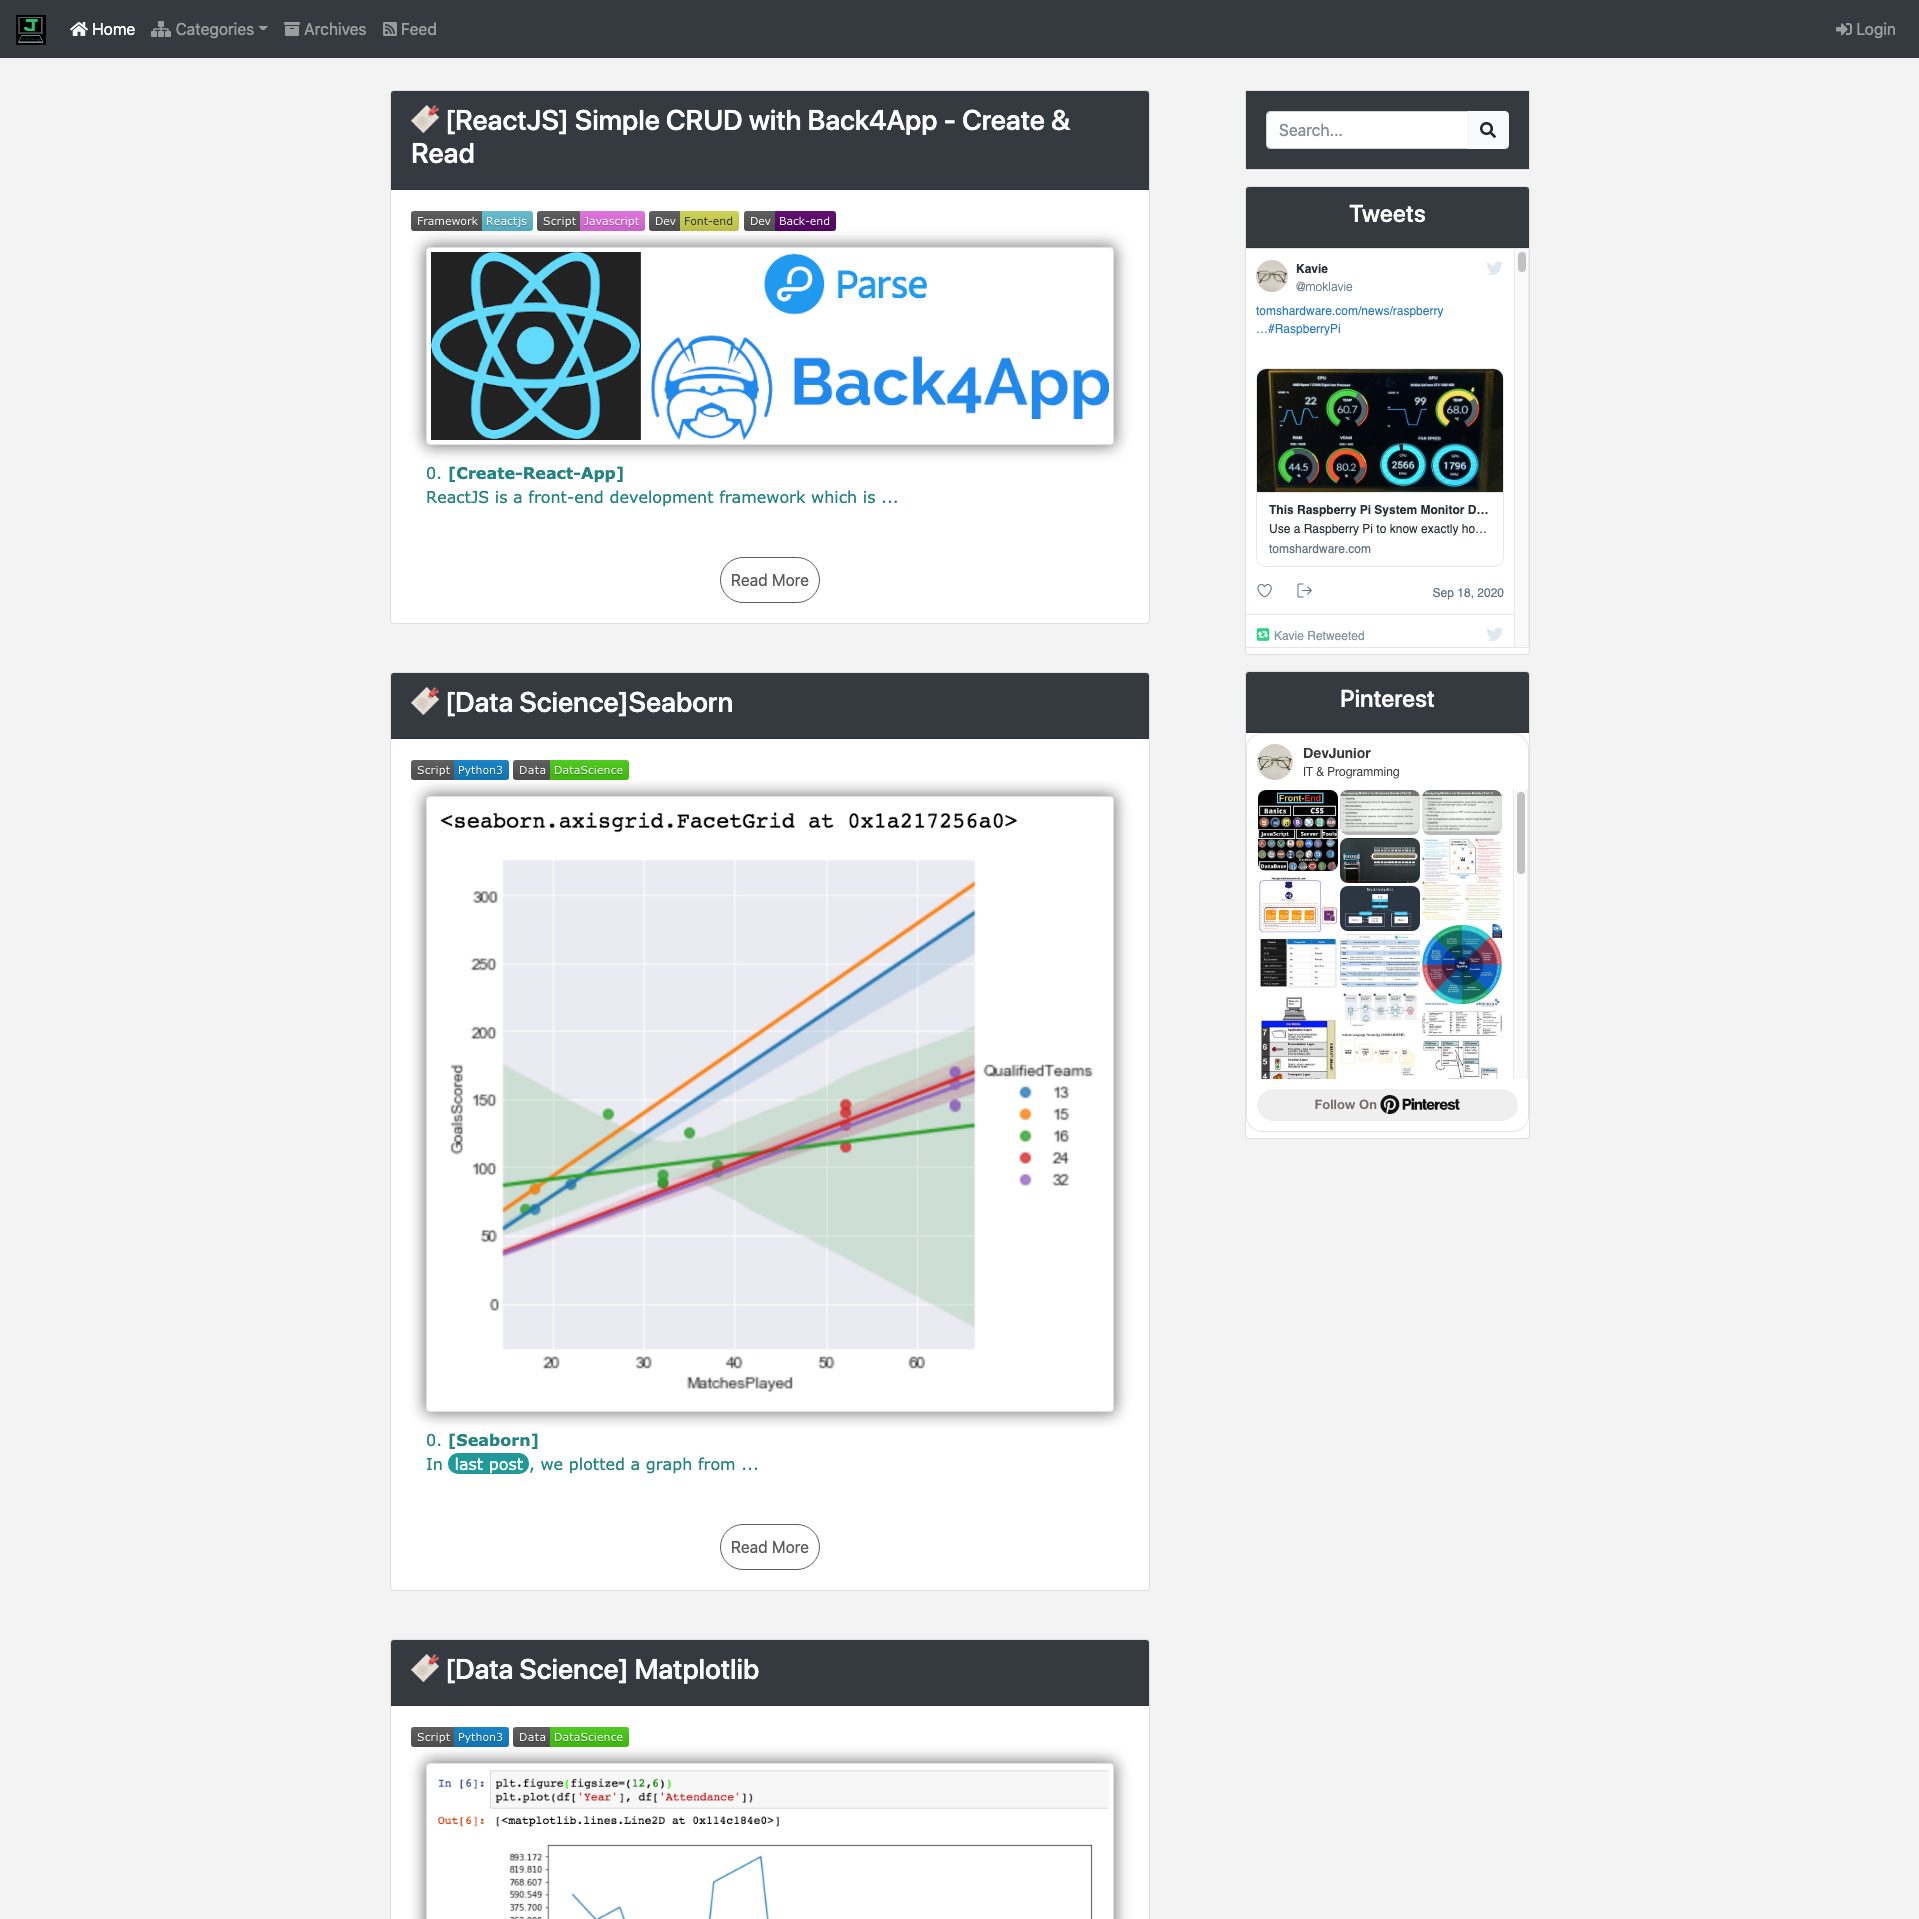 Home Categories Archives Feed Login
[ReactJS] Simple CRUD with Back4App - Create &
Read
Framework Reactjs Script Javascript Dev Font-end Dev Back-end
Parse
Back4App
0. [Create-React-App]
ReactJS is a front-end development framework which is ...
Read More
[Data Science]Seaborn
Script Python3 Data DataScience
<seaborn.axisgrid.FacetGrid at 0x1a217256a0>
300
250
200
150
100
50
0
GoalsScored
20 30 40 50 60
MatchesPlayed
QualifiedTeams
13
15
16
24
32
0. [Seaborn]
In last post, we plotted a graph from ...
Read More
[Data Science] Matplotlib
Script Python3 Data DataScience
In [6]: plt.figure(figsize=(12,6))
plt.plot(df['Year'], df['Attendance'])
Out[6]: [<matplotlib.lines.Line2D at 0x114c184e0>]
893.172
819.810
768.607
590.549
375.700
Search...
Tweets
Kavie
@moklavie
tomshardware.com/news/raspberry
...#RaspberryPi
CPU GPU
22 60.7 99 68.0
RAM VRAM FAN SPEED
44.5 80.2 2566 1796
This Raspberry Pi System Monitor D...
Use a Raspberry Pi to know exactly ho...
tomshardware.com
Sep 18, 2020
Kavie Retweeted
Pinterest
DevJunior
IT & Programming
Front-End
Basics CSS
JavaScript Server Tools
DataBase
Follow On Pinterest